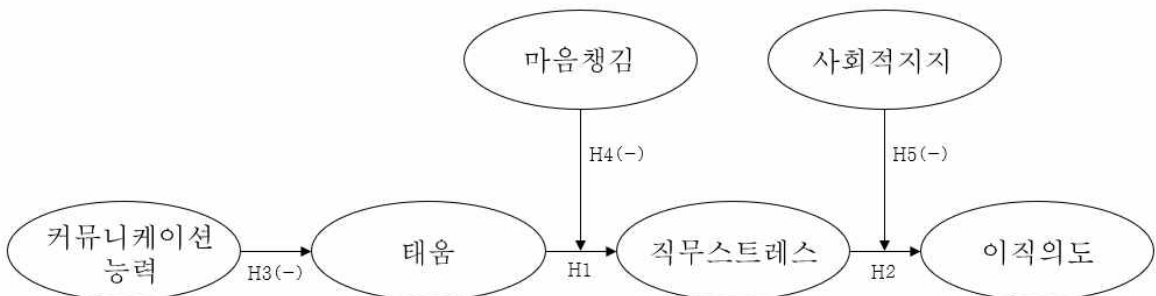 마음챙김
사회적지지
H4(-)
H5(-)
커뮤니케이션
능력
태움
직무스트레스
이직의도
H3(-)
H1
H2